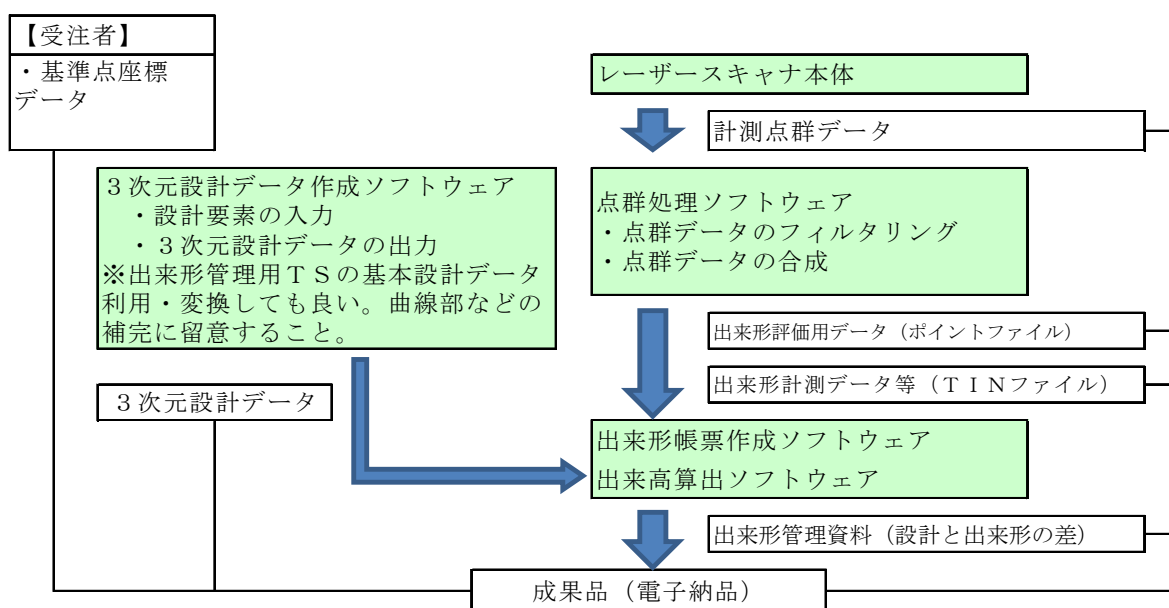 【受注者】
・基準点座標
データ
レーザースキャナ本体
計測点群データ
３次元設計データ作成ソフトウェア
・設計要素の入力
・３次元設計データの出力
※出来形管理用ＴＳの基本設計データ
利用・変換しても良い。曲線部などの
補完に留意すること。
点群処理ソフトウェア
・点群データのフィルタリング
・点群データの合成
出来形評価用データ（ポイントファイル）
出来形計測データ等（ＴＩＮファイル）
３次元設計データ
出来形帳票作成ソフトウェア
出来高算出ソフトウェア
出来形管理資料（設計と出来形の差）
成果品（電子納品）